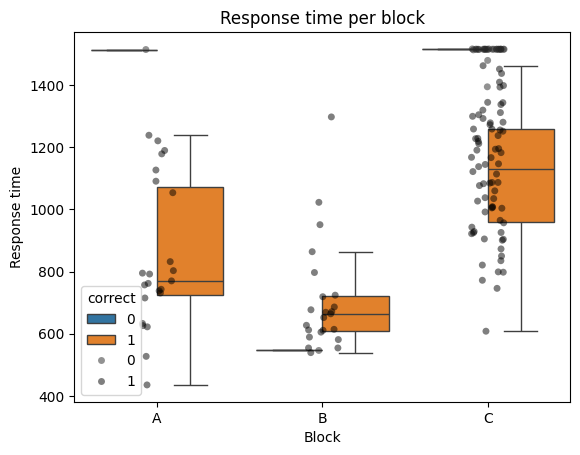 Response time per block
Response time
1400
1200
1000
800
600
400
correct
0
1
0
1
A
B
C
Block